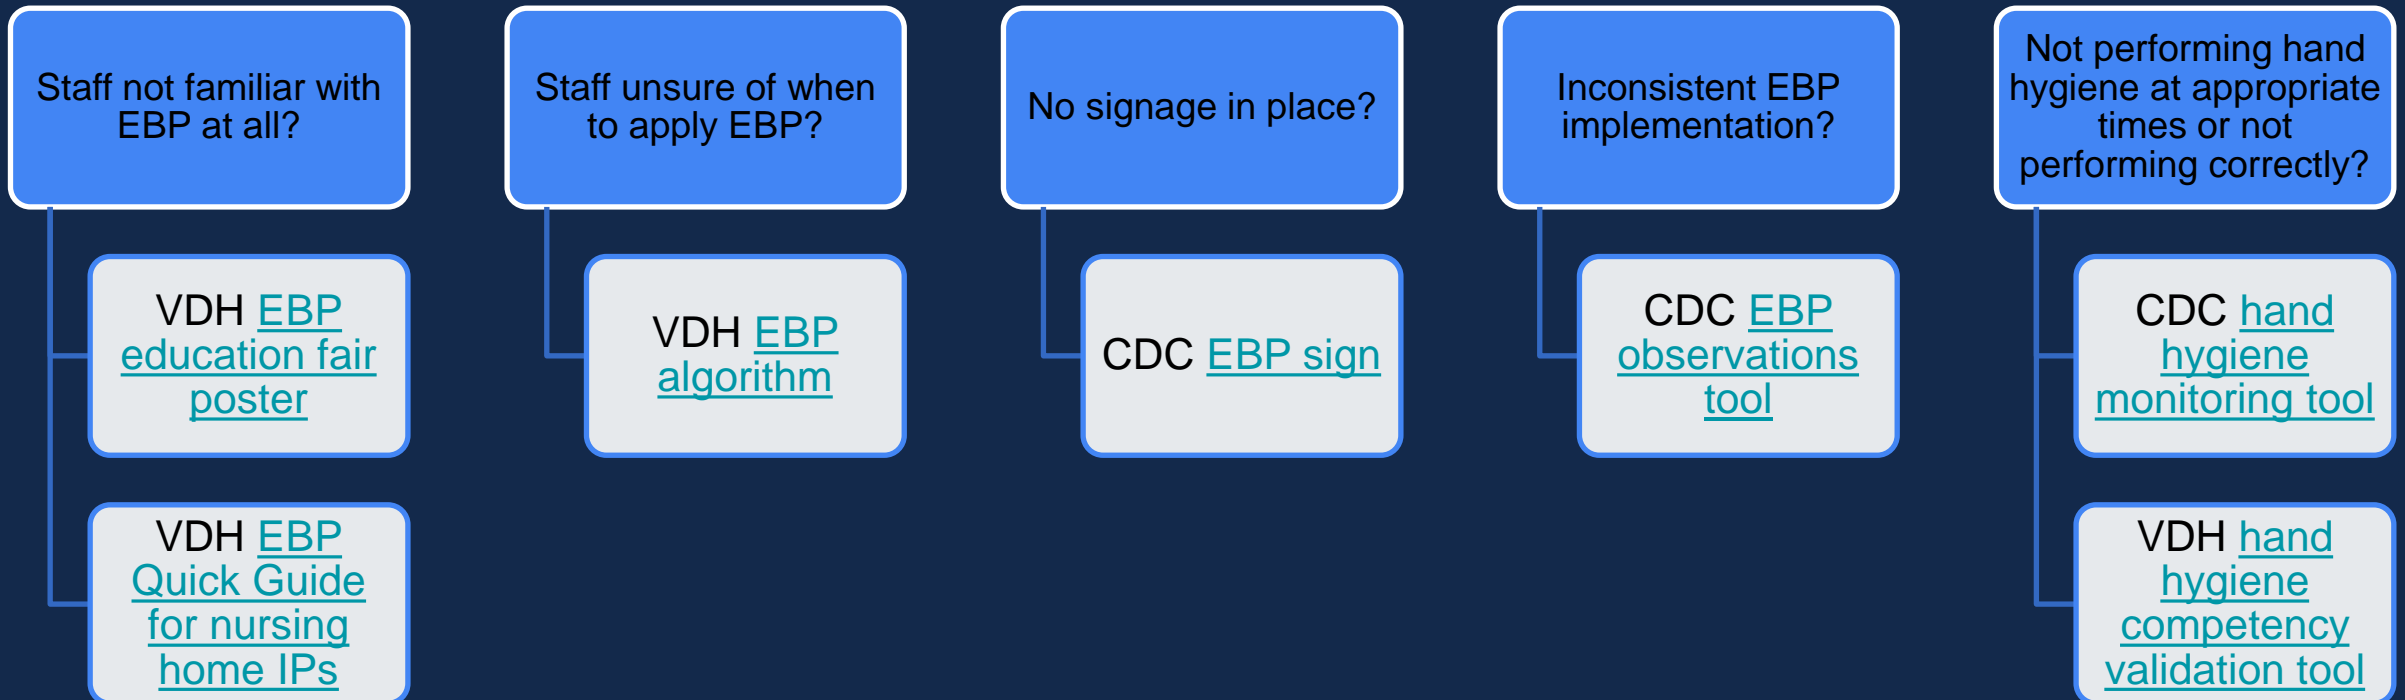 Staff not familiar with
EBP at all?
VDH EBP
education fair
poster
VDH EBP
Quick Guide
for nursing
home IPs
Staff unsure of when
to apply EBP?
VDH EBP
algorithm
No signage in place?
CDC EBP sign
Inconsistent EBP
implementation?
CDC EBP
observations
tool
Not performing hand
hygiene at appropriate
times or not
performing correctly?
CDC hand
hygiene
monitoring tool
VDH hand
hygiene
competency
validation tool